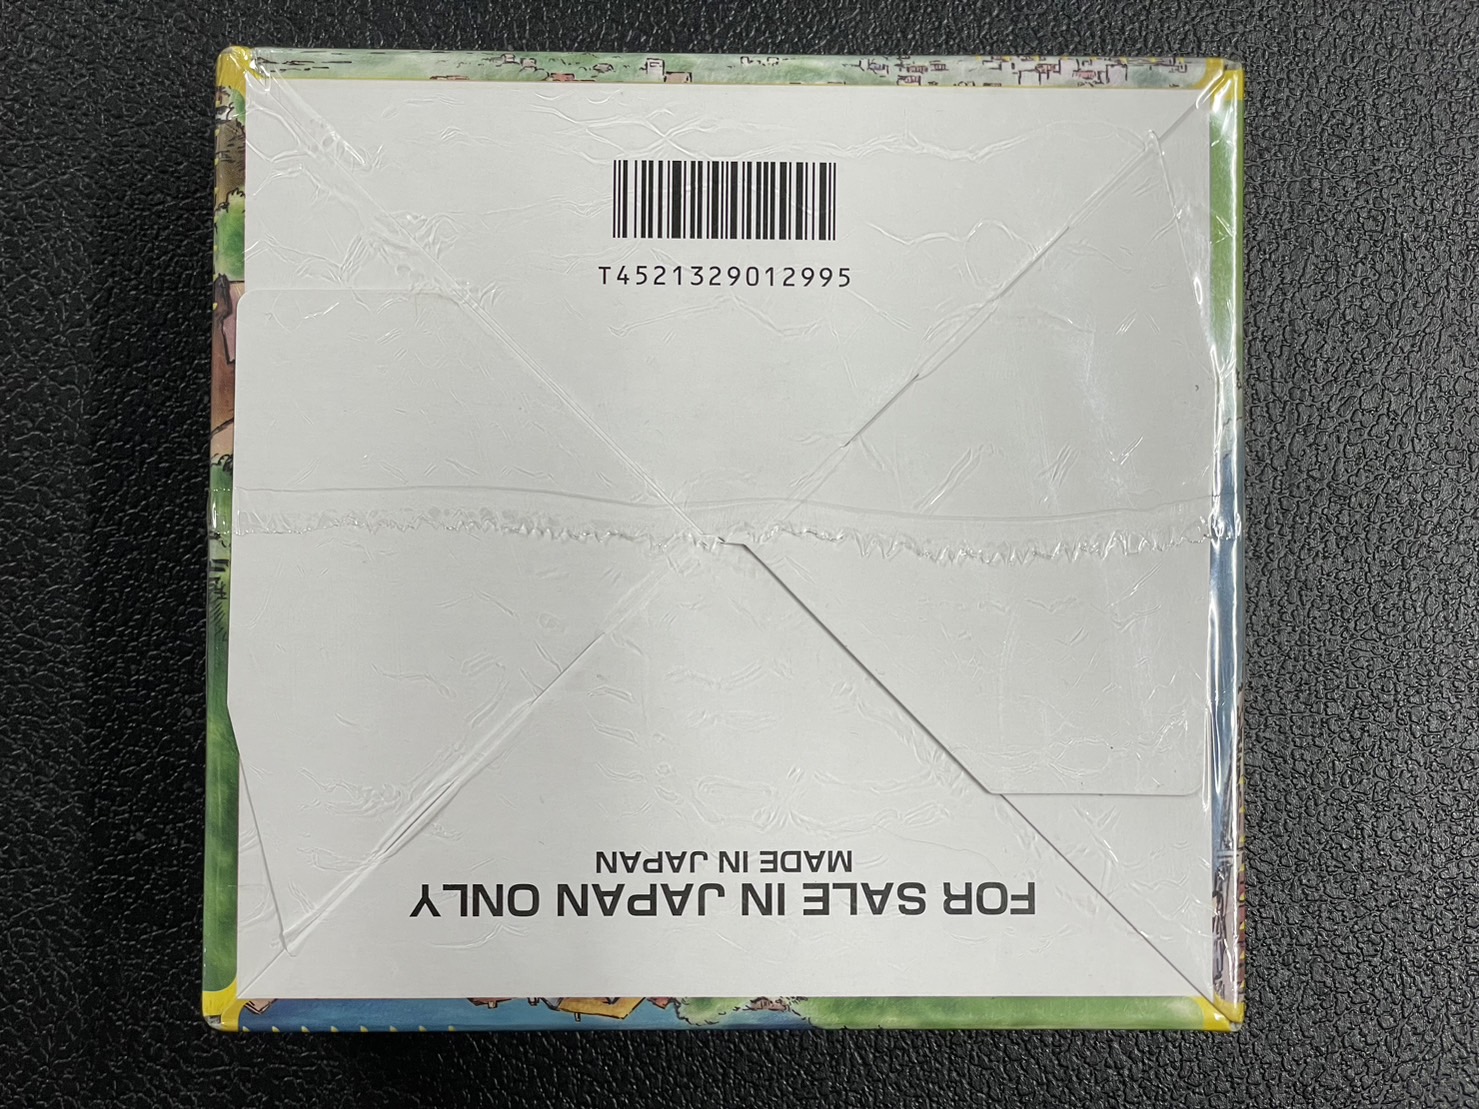 T4521329012995
FOR SALE IN JAPAN ONLY
MADE IN JAPAN